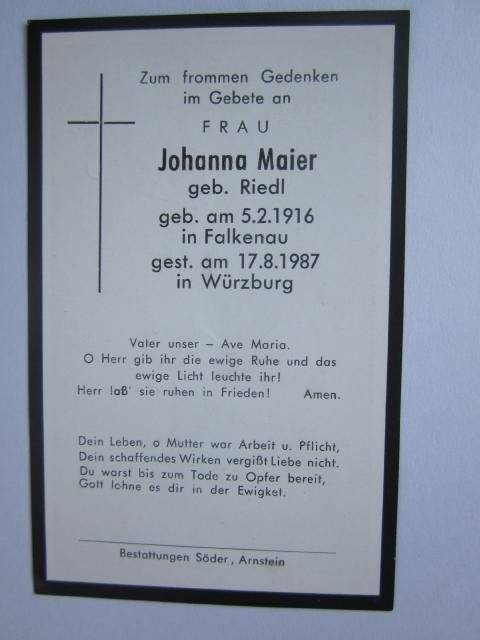 Zum frommen Gedenken
im Gebete an
FRAU
Johanna Maier
geb. Riedl
geb. am 5.2.1916
in Falkenau
gest. am 17.8.1987
in Würzburg
Vater unser – Ave Maria.
O Herr gib ihr die ewige Ruhe und das
ewige Licht leuchte ihr!
Herr laß' sie ruhen in Frieden! Amen.
Dein Leben, o Mutter war Arbeit u. Pflicht,
Dein schaffendes Wirken vergißt Liebe nicht.
Du warst bis zum Tode zu Opfer bereit,
Gott lohne es dir in der Ewigket.
Bestattungen Söder, Arnstein